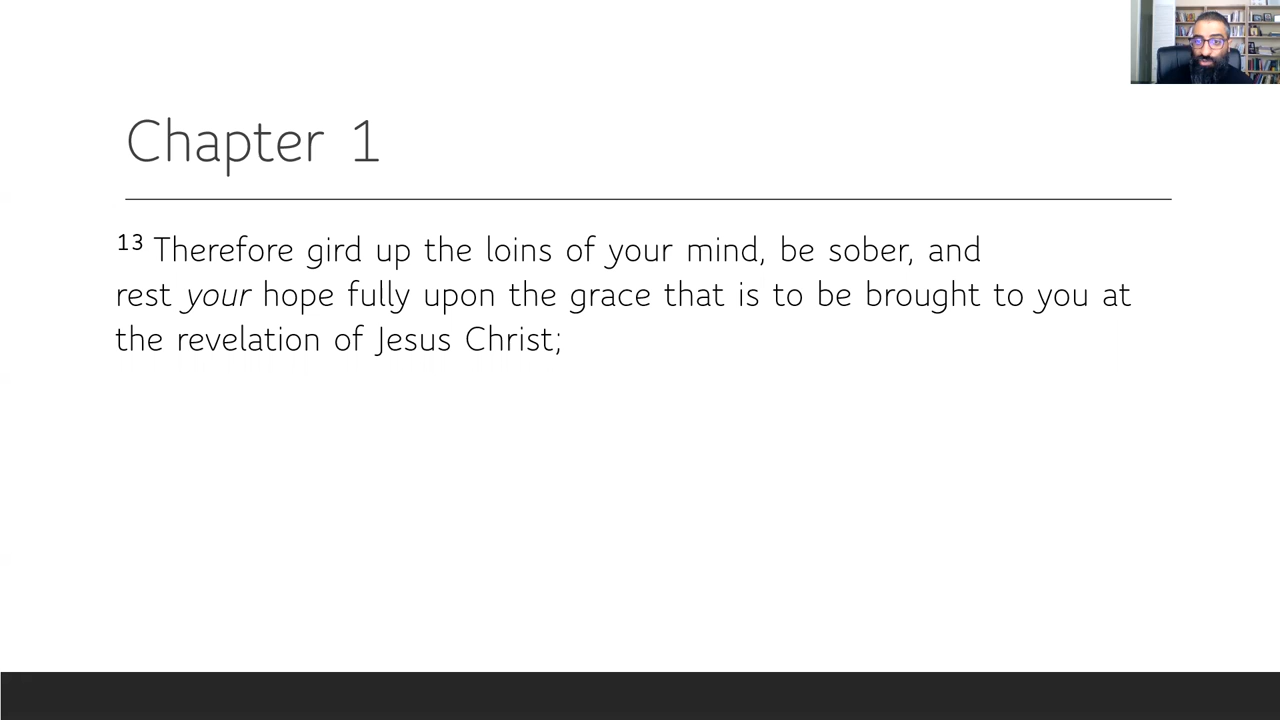 Chapter 1
13 Therefore gird up the loins of your mind, be sober, and
rest your hope fully upon the grace that is to be brought to you at
the revelation of Jesus Christ;